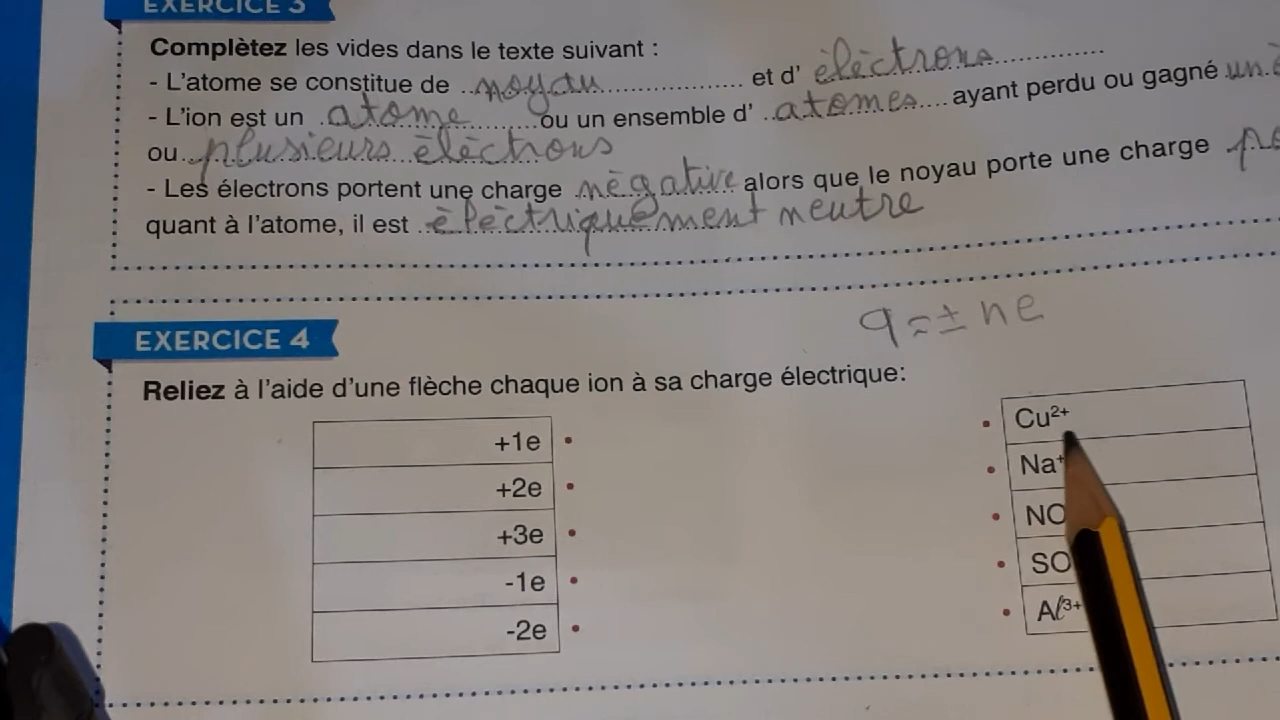 EXERCICE 3
Complètez les vides dans le texte suivant :
- L'atome se constitue de noyau et d' élèctrons
- L'ion est un atome ou un ensemble d' atomes ayant perdu ou gagné un
ou plusieurs élèctrons
- Les électrons portent une charge négative alors que le noyau porte une charge
quant à l'atome, il est élèctriquement neutre
EXERCICE 4
q = ± ne
Reliez à l'aide d'une flèche chaque ion à sa charge électrique:
+1e
+2e
+3e
-1e
-2e
Cu²⁺
Na⁺
NO
SO
Aℓ³⁺